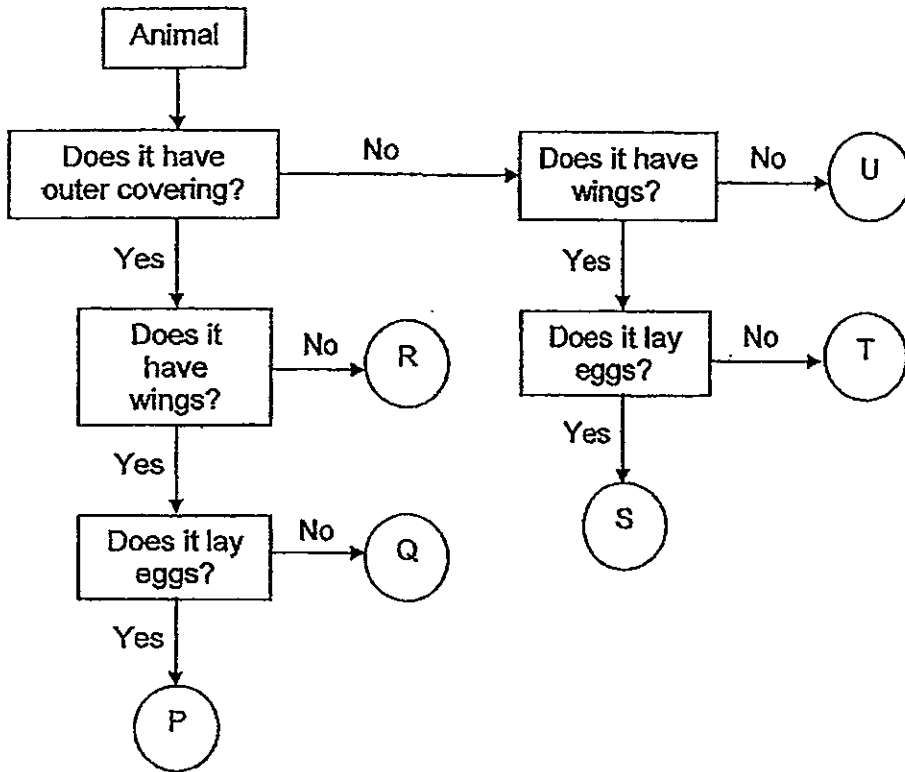 Animal
Does it have
outer covering?
No
Does it have
wings?
No
U
Yes
Yes
Does it
have
wings?
No
R
Does it lay
eggs?
No
T
Yes
Yes
Does it lay
eggs?
No
Q
S
Yes
P